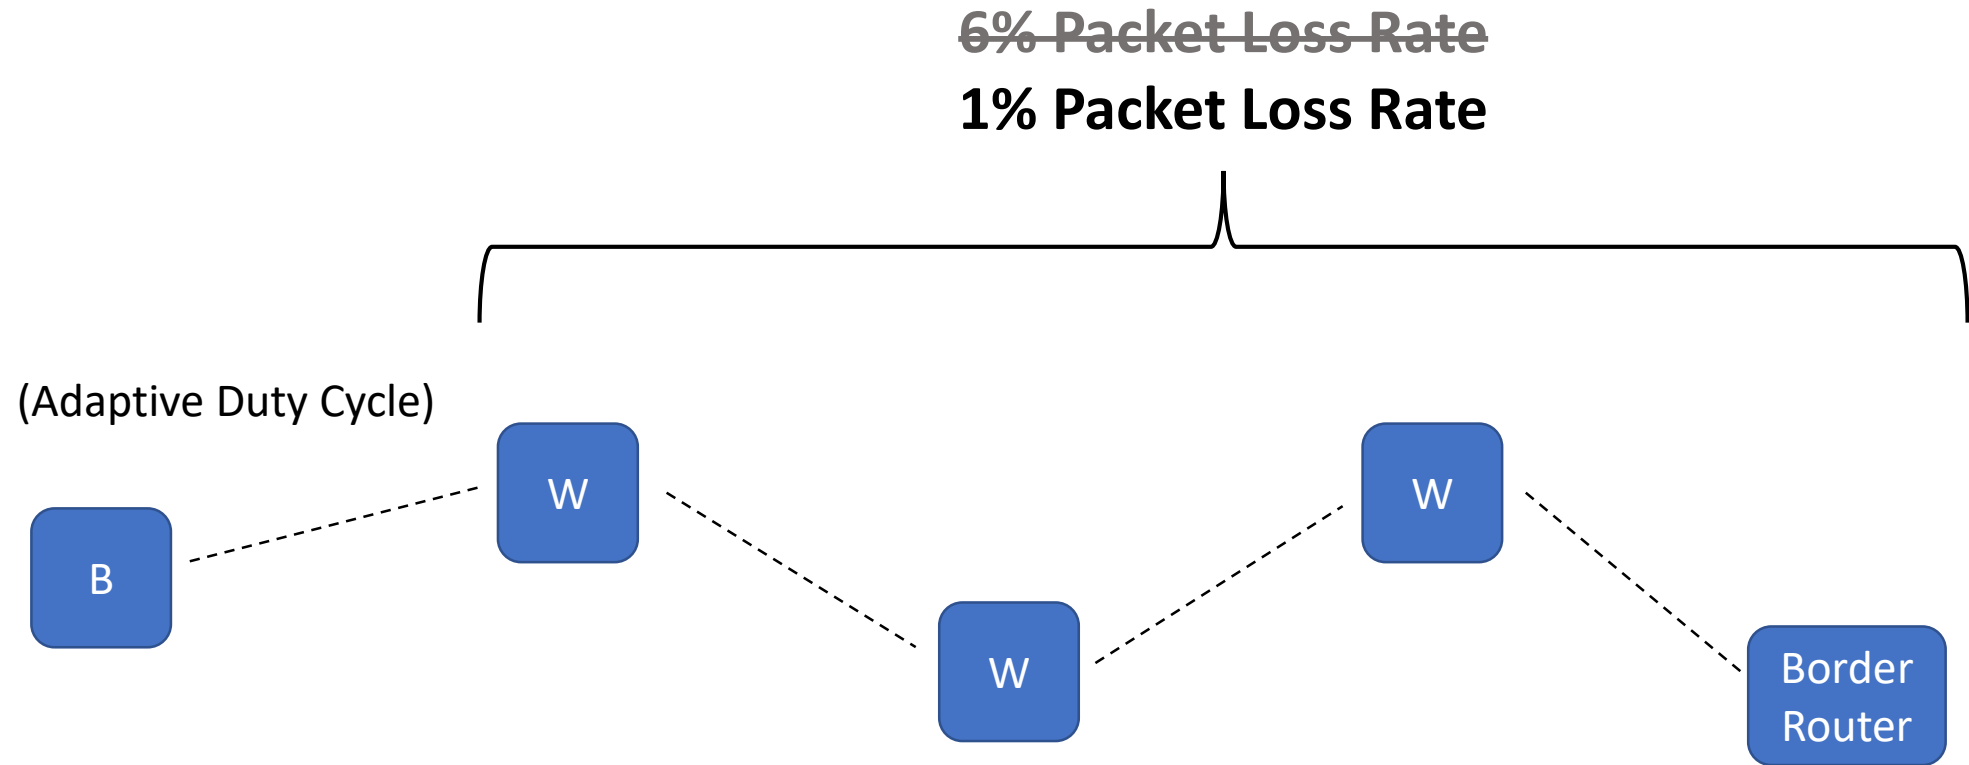 6% Packet Loss Rate
1% Packet Loss Rate
(Adaptive Duty Cycle)
B
W
W
W
Border
Router